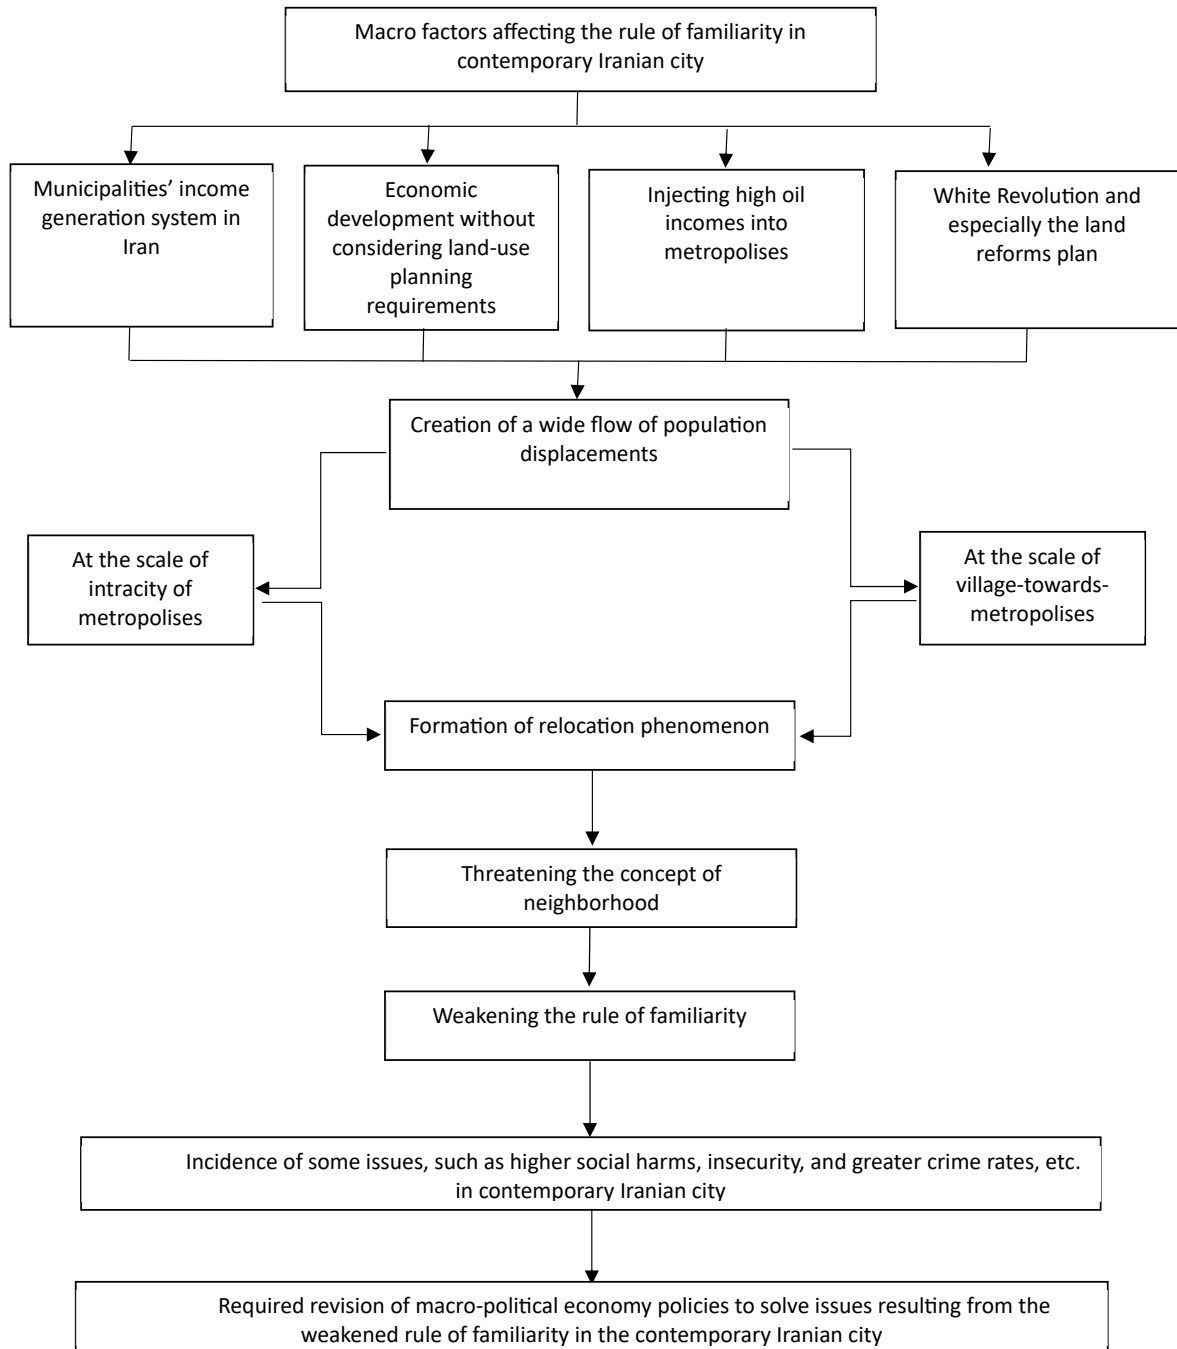 Macro factors affecting the rule of familiarity in
contemporary Iranian city
Municipalities’ income
generation system in
Iran
Economic
development without
considering land-use
planning
requirements
Injecting high oil
incomes into
metropolises
White Revolution and
especially the land
reforms plan
Creation of a wide flow of population
displacements
At the scale of
intracity of
metropolises
At the scale of
village-towards-
metropolises
Formation of relocation phenomenon
Threatening the concept of
neighborhood
Weakening the rule of familiarity
Incidence of some issues, such as higher social harms, insecurity, and greater crime rates, etc.
in contemporary Iranian city
Required revision of macro-political economy policies to solve issues resulting from the
weakened rule of familiarity in the contemporary Iranian city